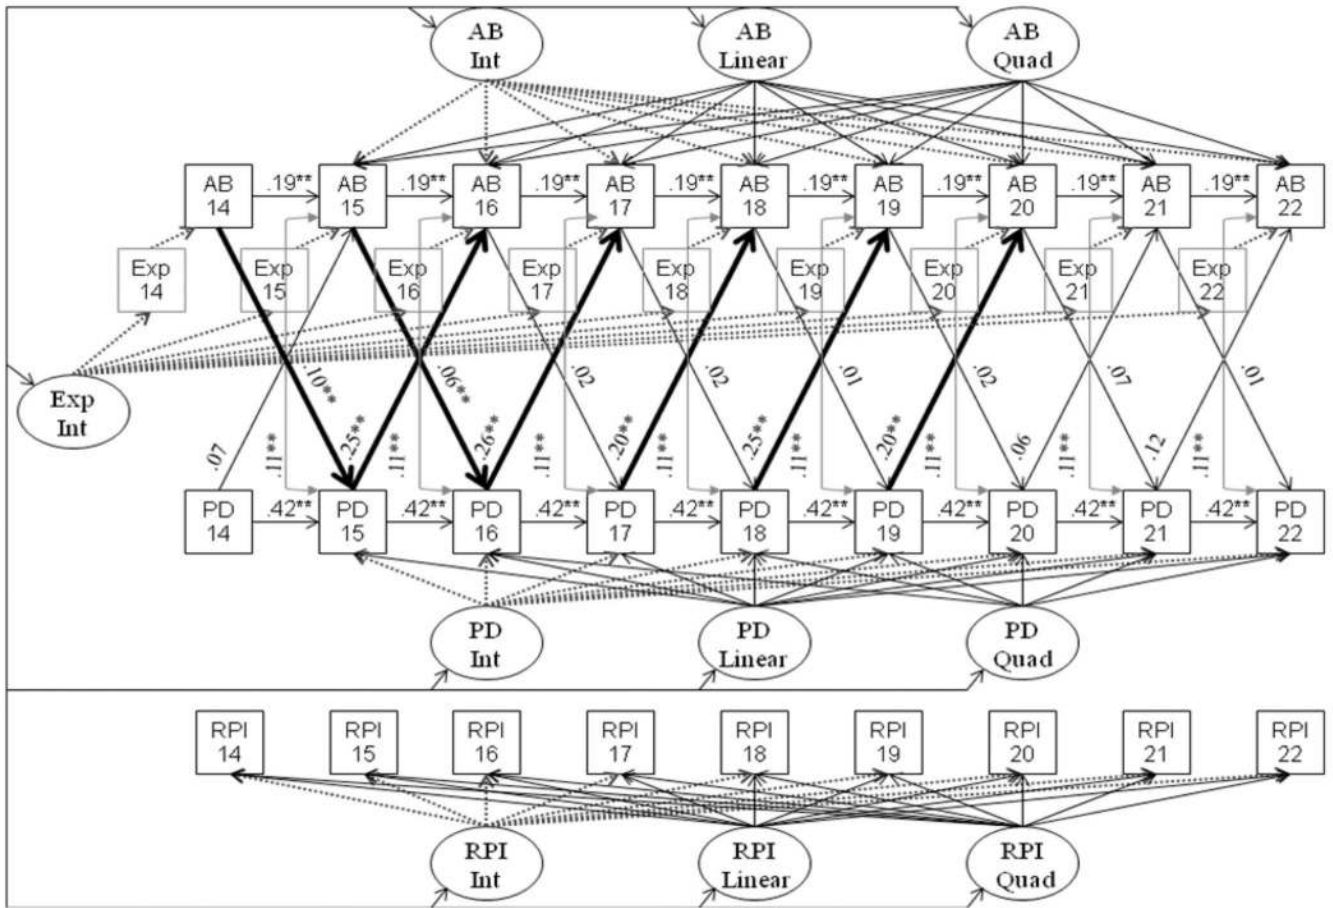 AB
Int
AB
Linear
AB
Quad
AB
14
.19**
AB
15
.19**
AB
16
.19**
AB
17
.19**
AB
18
.19**
AB
19
.19**
AB
20
.19**
AB
21
.19**
AB
22
Exp
14
Exp
15
Exp
16
Exp
17
Exp
18
Exp
19
Exp
20
Exp
21
Exp
22
Exp
Int
.10**
.06**
.02
.02
.01
.02
.07
.01
.07
.11**
.25**
.11**
.26**
.11**
.20**
.11**
.25**
.11**
.20**
.11**
.06
.11**
.12
.11**
PD
14
.42**
PD
15
.42**
PD
16
.42**
PD
17
.42**
PD
18
.42**
PD
19
.42**
PD
20
.42**
PD
21
.42**
PD
22
PD
Int
PD
Linear
PD
Quad
RPI
14
RPI
15
RPI
16
RPI
17
RPI
18
RPI
19
RPI
20
RPI
21
RPI
22
RPI
Int
RPI
Linear
RPI
Quad